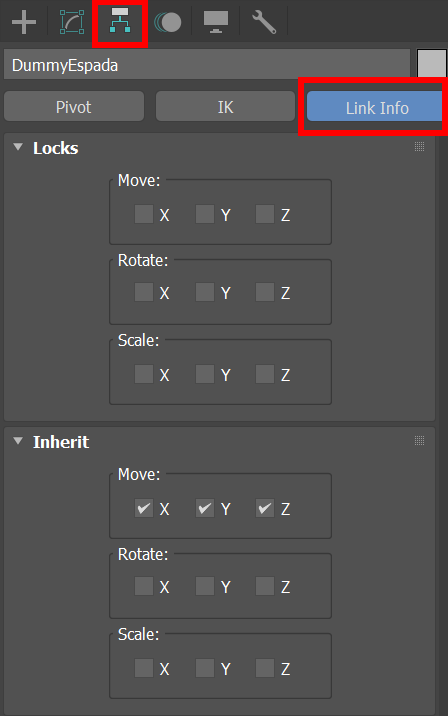 DummyEspada
Pivot IK Link Info
Locks
Move:
X Y Z
Rotate:
X Y Z
Scale:
X Y Z
Inherit
Move:
X Y Z
Rotate:
X Y Z
Scale:
X Y Z